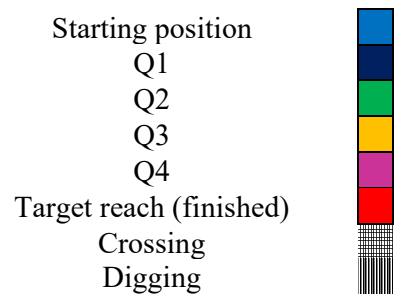 Starting position
Q1
Q2
Q3
Q4
Target reach (finished)
Crossing
Digging